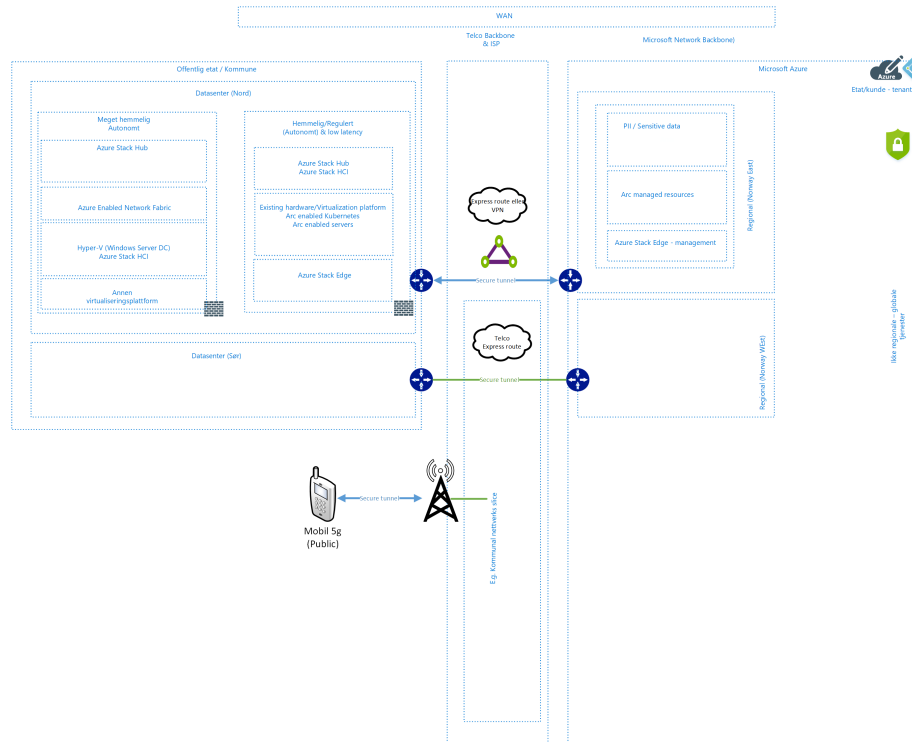 WAN
Telco Backbone
& ISP
Microsoft Network Backbone)
Offentlig etat / Kommune
Microsoft Azure
Azure
Etat/kunde - tenant
Datasenter (Nord)
Meget hemmelig
Autonomt
Azure Stack Hub
Azure Enabled Network Fabric
Hyper-V (Windows Server DC)
Azure Stack HCI
Annen
virtualiseringsplattform
Hemmelig/Regulert
(Autonomt) & low latency
Azure Stack Hub
Azure Stack HCI
Existing hardware/Virtualization platform
Arc enabled Kubernetes
Arc enabled servers
Azure Stack Edge
Express route eller
VPN
Secure tunnel
PII / Sensitive data
Arc managed resources
Azure Stack Edge - management
Regional (Norway East)
Datasenter (Sør)
Telco
Express route
Secure tunnel
Regional (Norway WEst)
Ikke regionale - globale
tjenester
Secure tunnel
Mobil 5g
(Public)
E.g. Kommunal nettverks slice